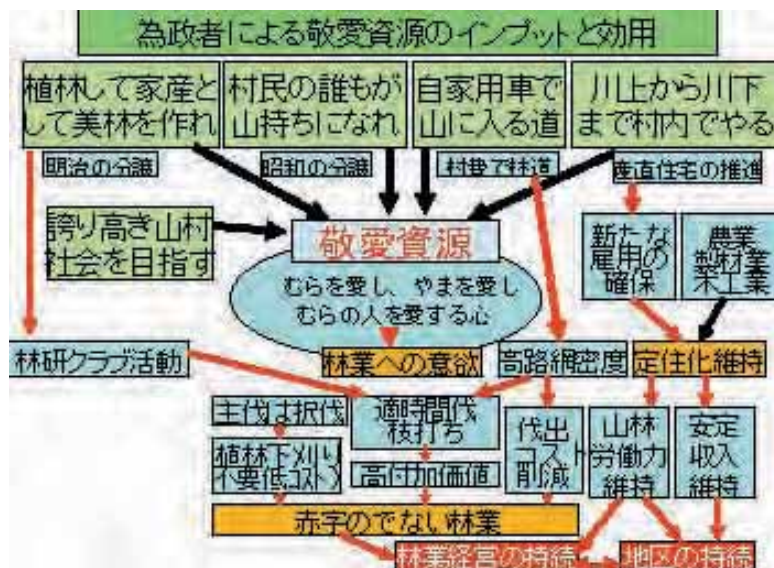 為政者による敬愛資源のインプットと効用
植林して家産と
して美林を作れ
村民の誰もが
山持ちになれ
自家用車で
山に入る道
川上から川下
まで村内でやる
明治の分譲
昭和の分譲
村費で林道
産直住宅の推進
誇り高き山村
社会を目指す
敬愛資源
むらを愛し、やまを愛し
むらの人を愛する心
新たな
雇用の
確保
農業
製材業
木工業
林研クラブ活動
林業への意欲
高路網密度
定住化維持
主伐は択伐
適時間伐
枝打ち
伐出
コスト
削減
山林
労働力
維持
安定
収入
維持
植林下刈り
不要低コスト
高付加価値
赤字のでない林業
林業経営の持続
地区の持続